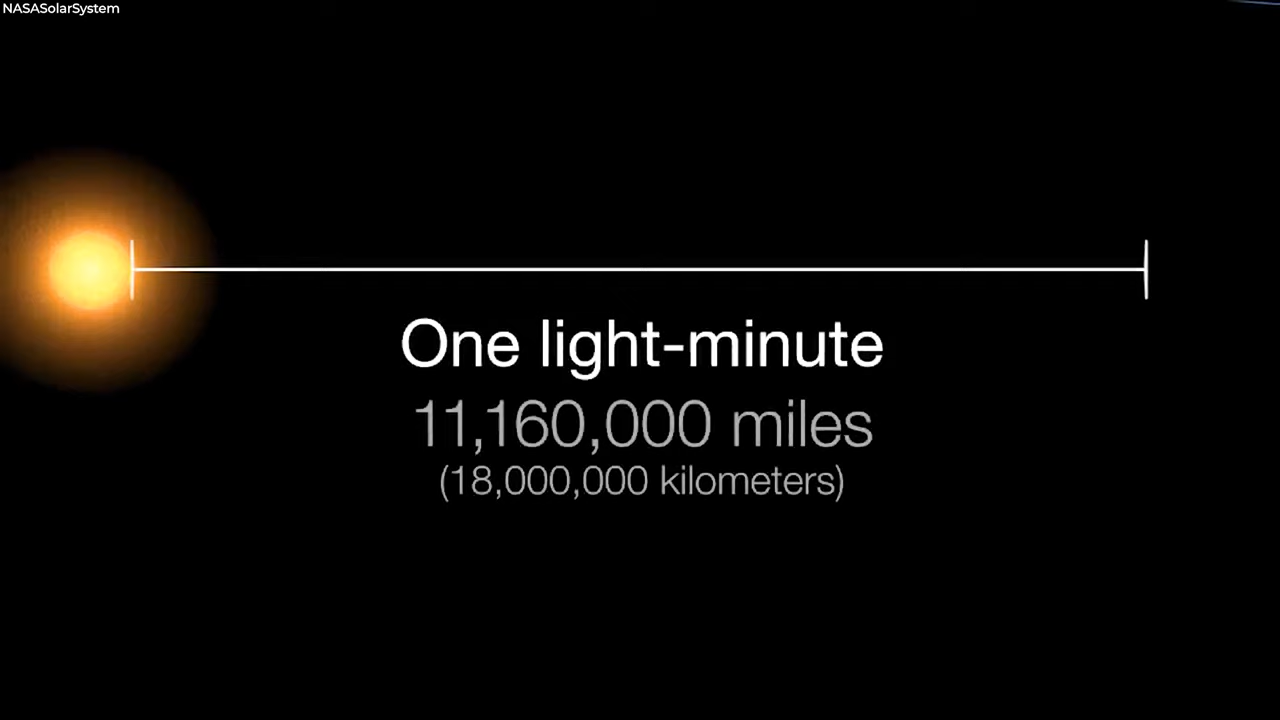 NASASolarSystem
One light-minute
11,160,000 miles
(18,000,000 kilometers)